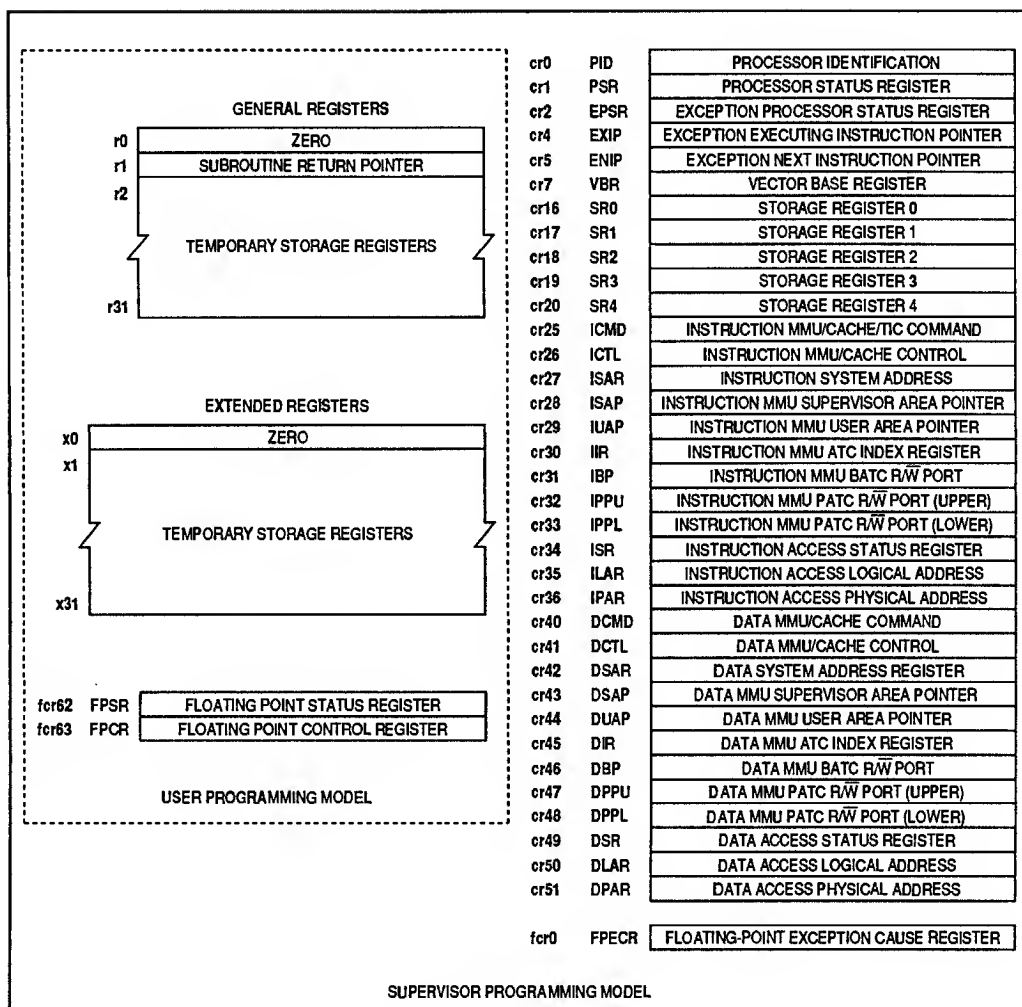 GENERAL REGISTERS
r0 ZERO
r1 SUBROUTINE RETURN POINTER
r2
TEMPORARY STORAGE REGISTERS
r31
EXTENDED REGISTERS
x0 ZERO
x1
TEMPORARY STORAGE REGISTERS
x31
fcr62 FPSR FLOATING POINT STATUS REGISTER
fcr63 FPCR FLOATING POINT CONTROL REGISTER
USER PROGRAMMING MODEL
cr0 PID PROCESSOR IDENTIFICATION
cr1 PSR PROCESSOR STATUS REGISTER
cr2 EPSR EXCEPTION PROCESSOR STATUS REGISTER
cr4 EXIP EXCEPTION EXECUTING INSTRUCTION POINTER
cr5 ENIP EXCEPTION NEXT INSTRUCTION POINTER
cr7 VBR VECTOR BASE REGISTER
cr16 SR0 STORAGE REGISTER 0
cr17 SR1 STORAGE REGISTER 1
cr18 SR2 STORAGE REGISTER 2
cr19 SR3 STORAGE REGISTER 3
cr20 SR4 STORAGE REGISTER 4
cr25 ICMD INSTRUCTION MMU/CACHE/TIC COMMAND
cr26 ICTL INSTRUCTION MMU/CACHE CONTROL
cr27 ISAR INSTRUCTION SYSTEM ADDRESS
cr28 ISAP INSTRUCTION MMU SUPERVISOR AREA POINTER
cr29 IUAP INSTRUCTION MMU USER AREA POINTER
cr30 IIR INSTRUCTION MMU ATC INDEX REGISTER
cr31 IBP INSTRUCTION MMU BATC R/W̅ PORT
cr32 IPPU INSTRUCTION MMU PATC R/W̅ PORT (UPPER)
cr33 IPPL INSTRUCTION MMU PATC R/W̅ PORT (LOWER)
cr34 ISR INSTRUCTION ACCESS STATUS REGISTER
cr35 ILAR INSTRUCTION ACCESS LOGICAL ADDRESS
cr36 IPAR INSTRUCTION ACCESS PHYSICAL ADDRESS
cr40 DCMD DATA MMU/CACHE COMMAND
cr41 DCTL DATA MMU/CACHE CONTROL
cr42 DSAR DATA SYSTEM ADDRESS REGISTER
cr43 DSAP DATA MMU SUPERVISOR AREA POINTER
cr44 DUAP DATA MMU USER AREA POINTER
cr45 DIR DATA MMU ATC INDEX REGISTER
cr46 DBP DATA MMU BATC R/W̅ PORT
cr47 DPPU DATA MMU PATC R/W̅ PORT (UPPER)
cr48 DPPL DATA MMU PATC R/W̅ PORT (LOWER)
cr49 DSR DATA ACCESS STATUS REGISTER
cr50 DLAR DATA ACCESS LOGICAL ADDRESS
cr51 DPAR DATA ACCESS PHYSICAL ADDRESS
fcr0 FPECR FLOATING-POINT EXCEPTION CAUSE REGISTER
SUPERVISOR PROGRAMMING MODEL